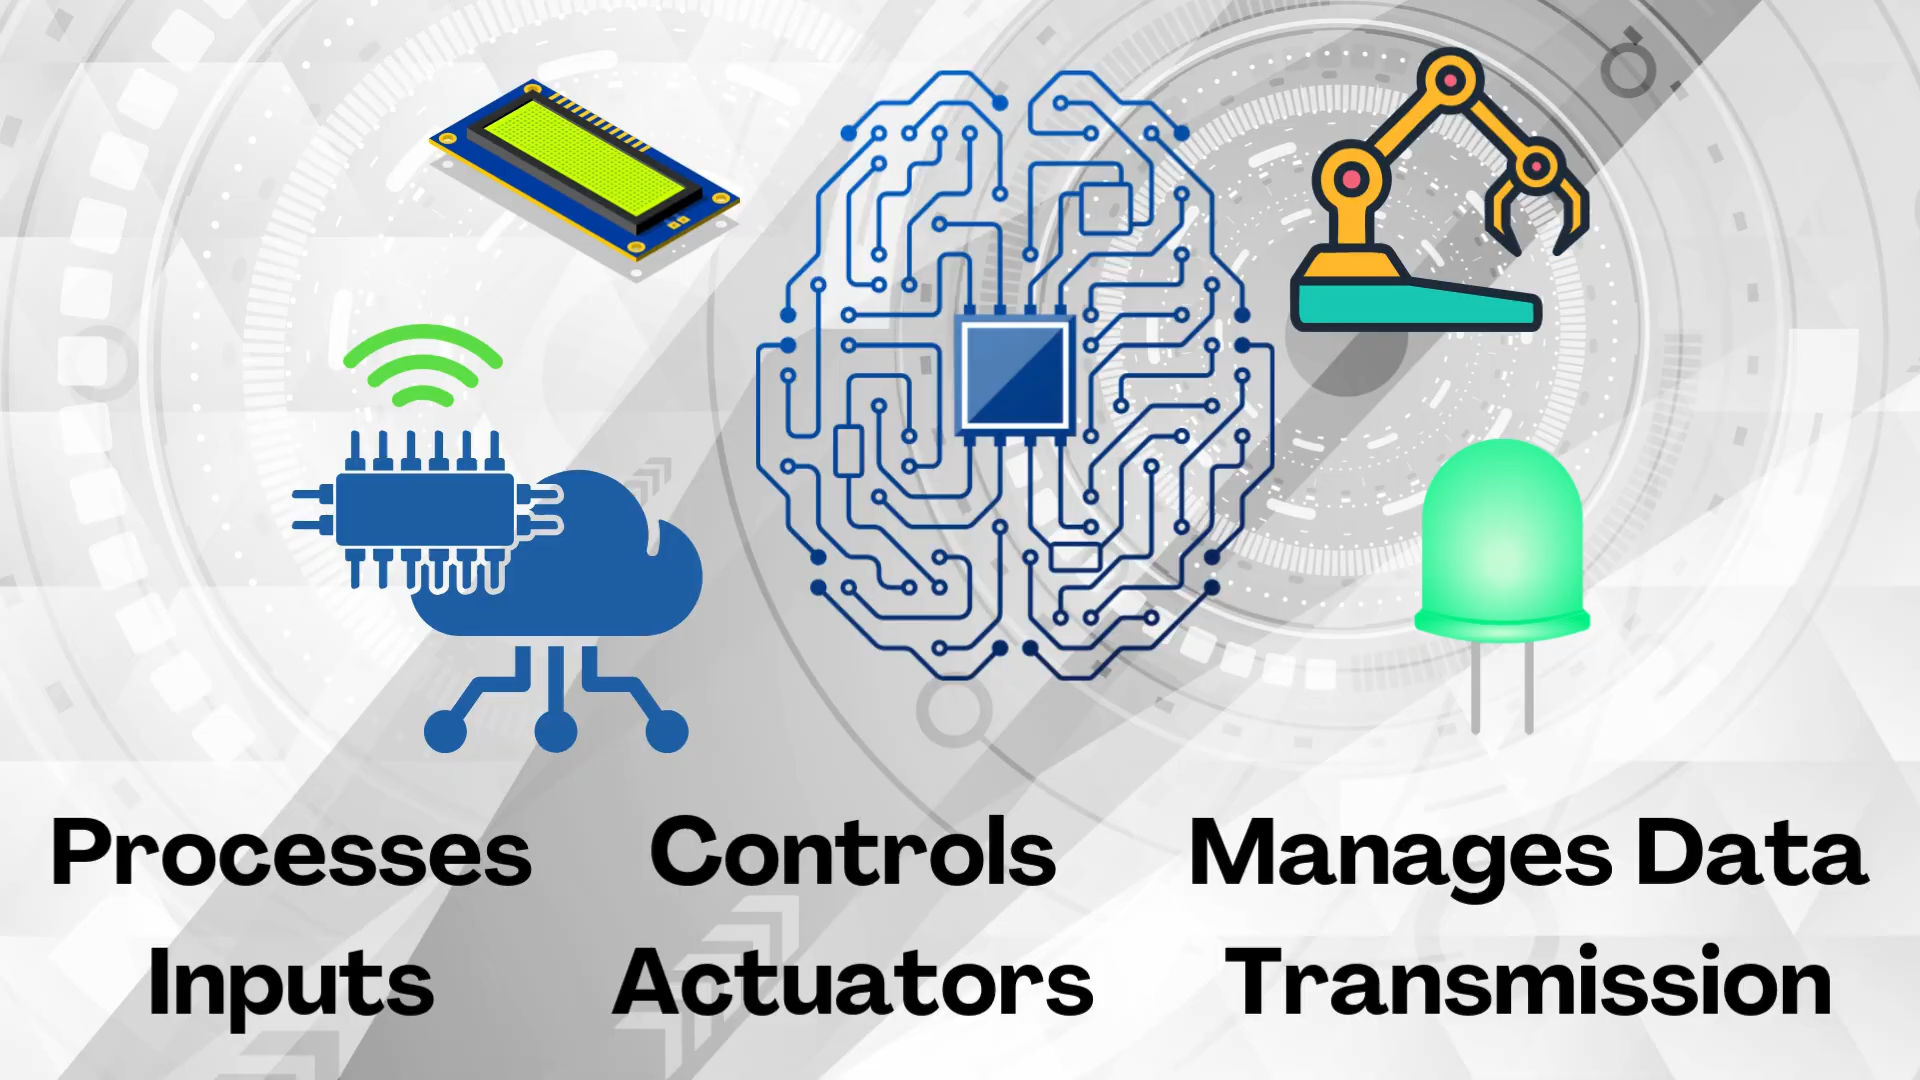 Processes
Inputs
Controls
Actuators
Manages Data
Transmission